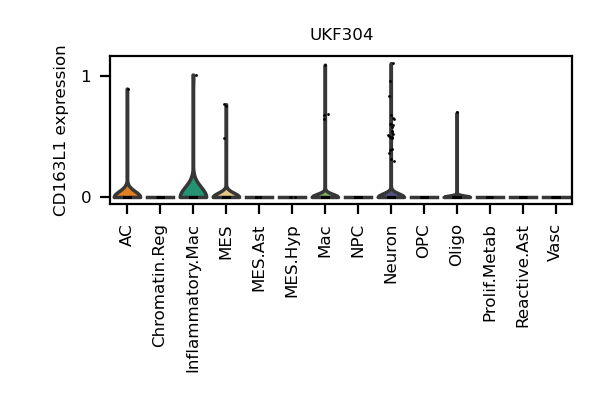 UKF304
CD163L1 expression
1
0
AC
Chromatin.Reg
Inflammatory.Mac
MES
MES.Ast
MES.Hyp
Mac
NPC
Neuron
OPC
Oligo
Prolif.Metab
Reactive.Ast
Vasc